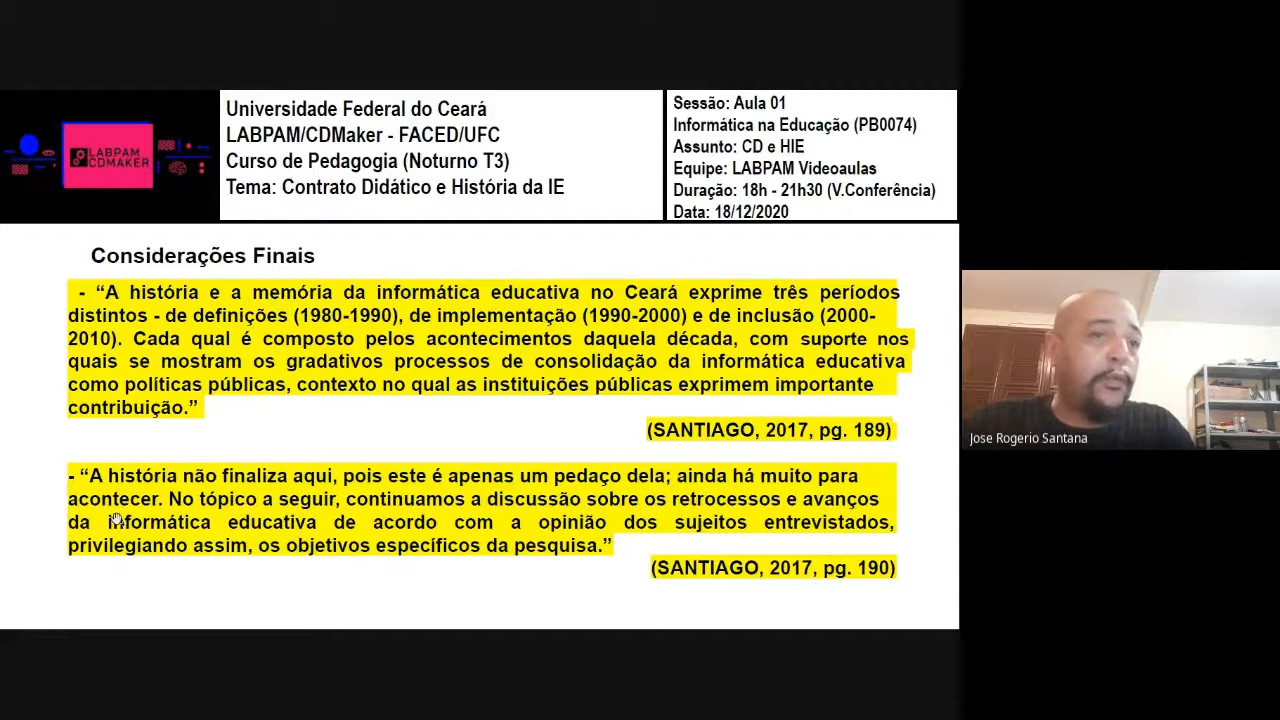 LABPAM
CDMAKER
Universidade Federal do Ceará
LABPAM/CDMaker - FACED/UFC
Curso de Pedagogia (Noturno T3)
Tema: Contrato Didático e História da IE
Sessão: Aula 01
Informática na Educação (PB0074)
Assunto: CD e HIE
Equipe: LABPAM Videoaulas
Duração: 18h - 21h30 (V.Conferência)
Data: 18/12/2020
Considerações Finais
- “A história e a memória da informática educativa no Ceará exprime três períodos
distintos - de definições (1980-1990), de implementação (1990-2000) e de inclusão (2000-
2010). Cada qual é composto pelos acontecimentos daquela década, com suporte nos
quais se mostram os gradativos processos de consolidação da informática educativa
como políticas públicas, contexto no qual as instituições públicas exprimem importante
contribuição.”
(SANTIAGO, 2017, pg. 189)
- “A história não finaliza aqui, pois este é apenas um pedaço dela; ainda há muito para
acontecer. No tópico a seguir, continuamos a discussão sobre os retrocessos e avanços
da informática educativa de acordo com a opinião dos sujeitos entrevistados,
privilegiando assim, os objetivos específicos da pesquisa.”
(SANTIAGO, 2017, pg. 190)
Jose Rogerio Santana